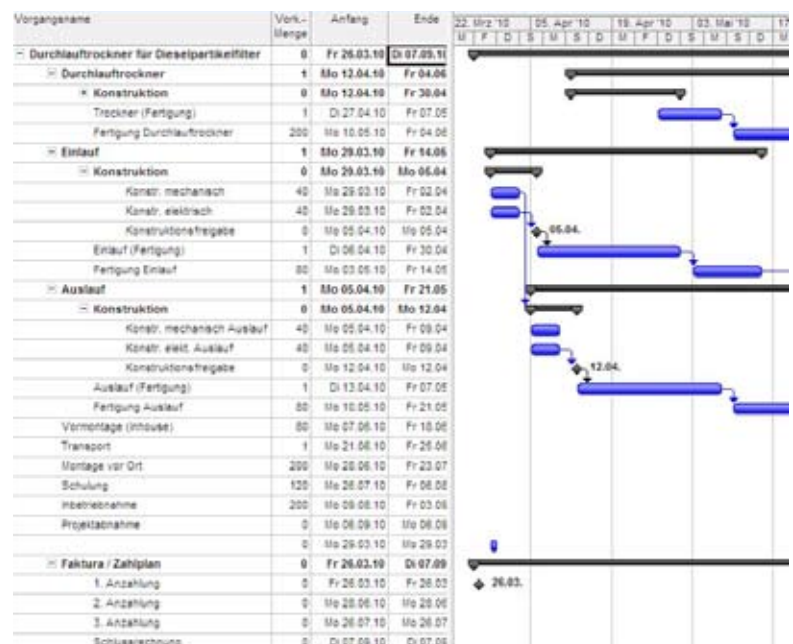 Vorgangsname Vork.- Menge Anfang Ende 22. Mrz '10 05. Apr '10 19. Apr '10 03. Mai '10 17
M F D S M S D M F D S M S D M
Durchlauftrockner für Dieselpartikelfilter 0 Fr 26.03.10 Di 07.09.10
Durchlauftrockner 1 Mo 12.04.10 Fr 04.06
Konstruktion 0 Mo 12.04.10 Fr 30.04
Trockner (Fertigung) 1 Di 27.04.10 Fr 07.05
Fertigung Durchlauftrockner 200 Mo 10.05.10 Fr 04.06
Einlauf 1 Mo 29.03.10 Fr 14.05
Konstruktion 0 Mo 29.03.10 Mo 05.04
Konstr. mechanisch 40 Mo 29.03.10 Fr 02.04
Konstr. elektrisch 40 Mo 29.03.10 Fr 02.04
Konstruktionsfreigabe 0 Mo 05.04.10 Mo 05.04 05.04.
Einlauf (Fertigung) 1 Di 06.04.10 Fr 30.04
Fertigung Einlauf 80 Mo 03.05.10 Fr 14.05
Auslauf 1 Mo 05.04.10 Fr 21.05
Konstruktion 0 Mo 05.04.10 Mo 12.04
Konstr. mechanisch Auslauf 40 Mo 05.04.10 Fr 09.04
Konstr. elekt. Auslauf 40 Mo 05.04.10 Fr 09.04
Konstruktionsfreigabe 0 Mo 12.04.10 Mo 12.04 12.04.
Auslauf (Fertigung) 1 Di 13.04.10 Fr 07.05
Fertigung Auslauf 80 Mo 10.05.10 Fr 21.05
Vormontage (inhouse) 80 Mo 07.06.10 Fr 18.06
Transport 1 Mo 21.06.10 Fr 25.06
Montage vor Ort 200 Mo 28.06.10 Fr 23.07
Schulung 120 Mo 26.07.10 Fr 06.08
Inbetriebnahme 200 Mo 09.08.10 Fr 03.09
Projektabnahme 0 Mo 06.09.10 Mo 06.09
0 Mo 29.03.10 Mo 29.03
Faktura / Zahlplan 0 Fr 26.03.10 Di 07.09
1. Anzahlung 0 Fr 26.03.10 Fr 26.03 26.03.
2. Anzahlung 0 Mo 28.06.10 Mo 28.06
3. Anzahlung 0 Mo 26.07.10 Mo 26.07
Schlussrechnung 0 Di 07.09.10 Di 07.09